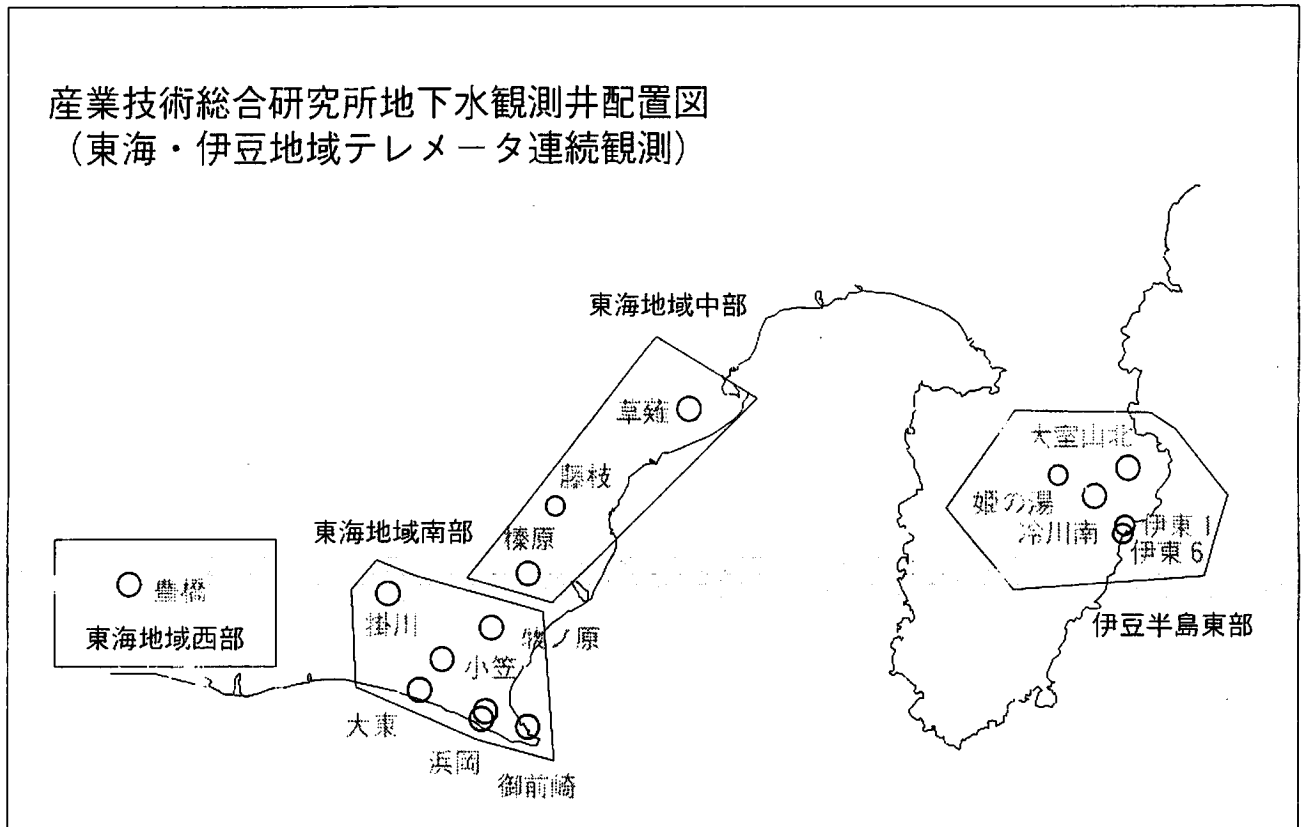 産業技術総合研究所地下水観測井配置図
（東海・伊豆地域テレメータ連続観測）
東海地域中部
草薙
大室山北
藤枝
姫の湯
東海地域南部
榛原
冷川南
伊東1
伊東6
豊橋
掛川
牧ノ原
伊豆半島東部
東海地域西部
小笠
大東
浜岡
御前崎